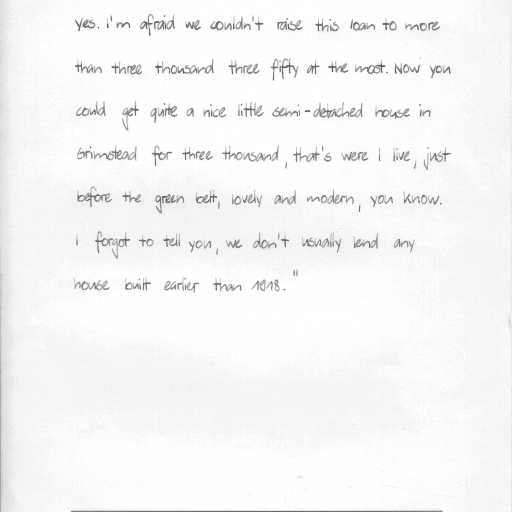 yes. i'm afraid we couldn't raise this loan to more
than three thousand three fifty at the most. Now you
could get quite a nice little semi-detached house in
Grimstead for three thousand, that's were I live, just
before the green belt, lovely and modern, you know.
I forgot to tell you, we don't usually lend any
house built earlier than 1918."